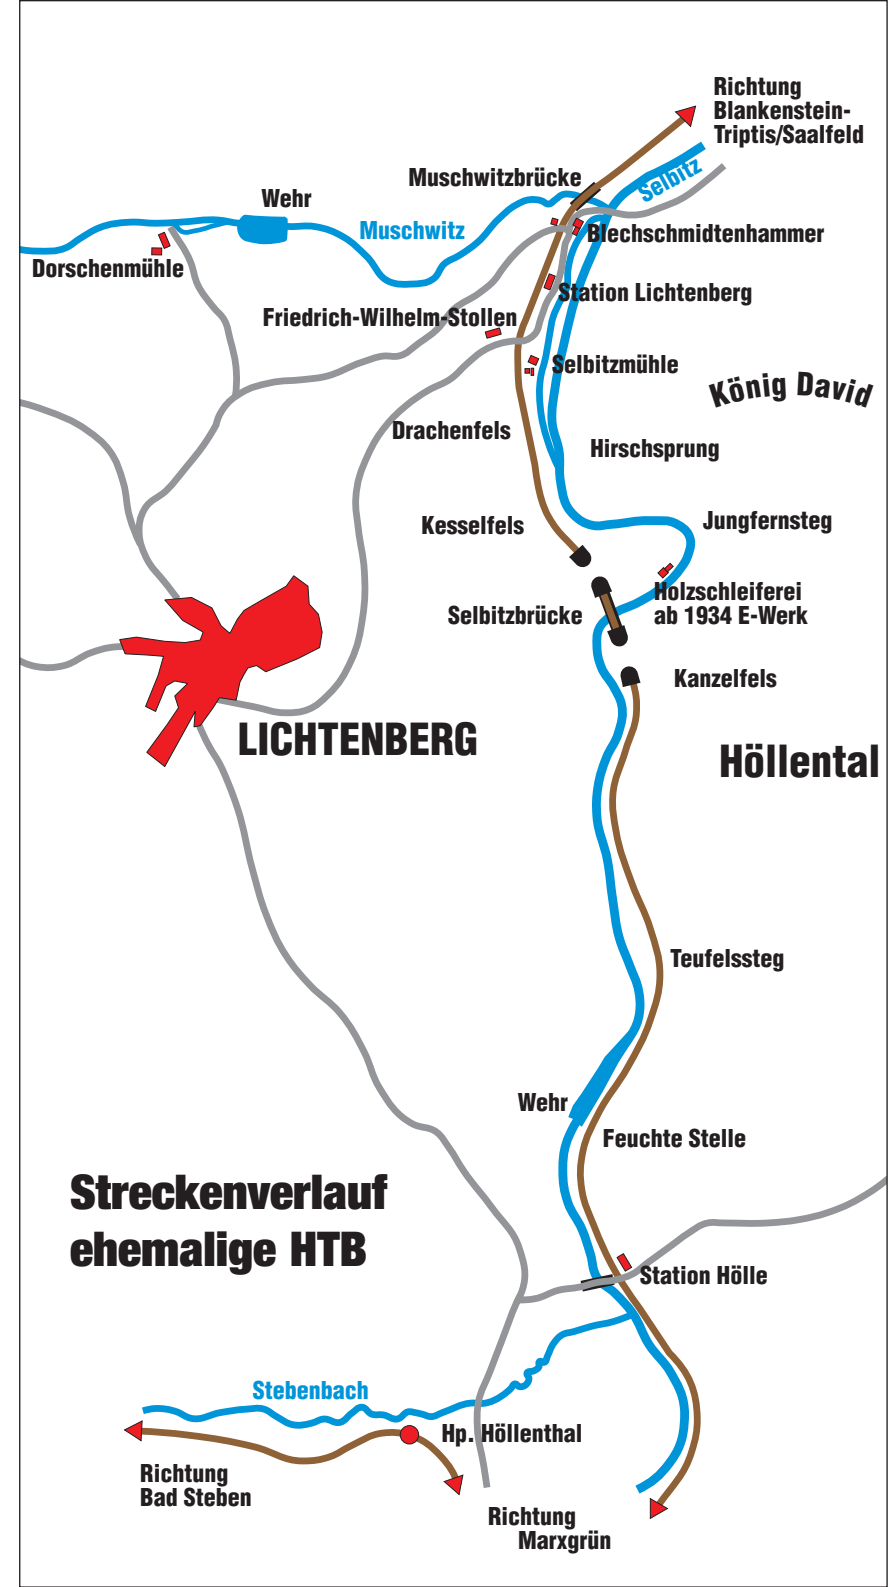 Richtung
Blankenstein-
Triptis/Saalfeld
Selbitz
Muschwitzbrücke
Wehr
Muschwitz
Blechschmidtenhammer
Dorschenmühle
Station Lichtenberg
Friedrich-Wilhelm-Stollen
Selbitzmühle
König David
Drachenfels
Hirschsprung
Jungfernsteg
Kesselfels
Holzschleiferei
ab 1934 E-Werk
Selbitzbrücke
Kanzelfels
LICHTENBERG
Höllental
Teufelssteg
Wehr
Feuchte Stelle
Streckenverlauf
ehemalige HTB
Station Hölle
Stebenbach
Hp. Höllenthal
Richtung
Bad Steben
Richtung
Marxgrün